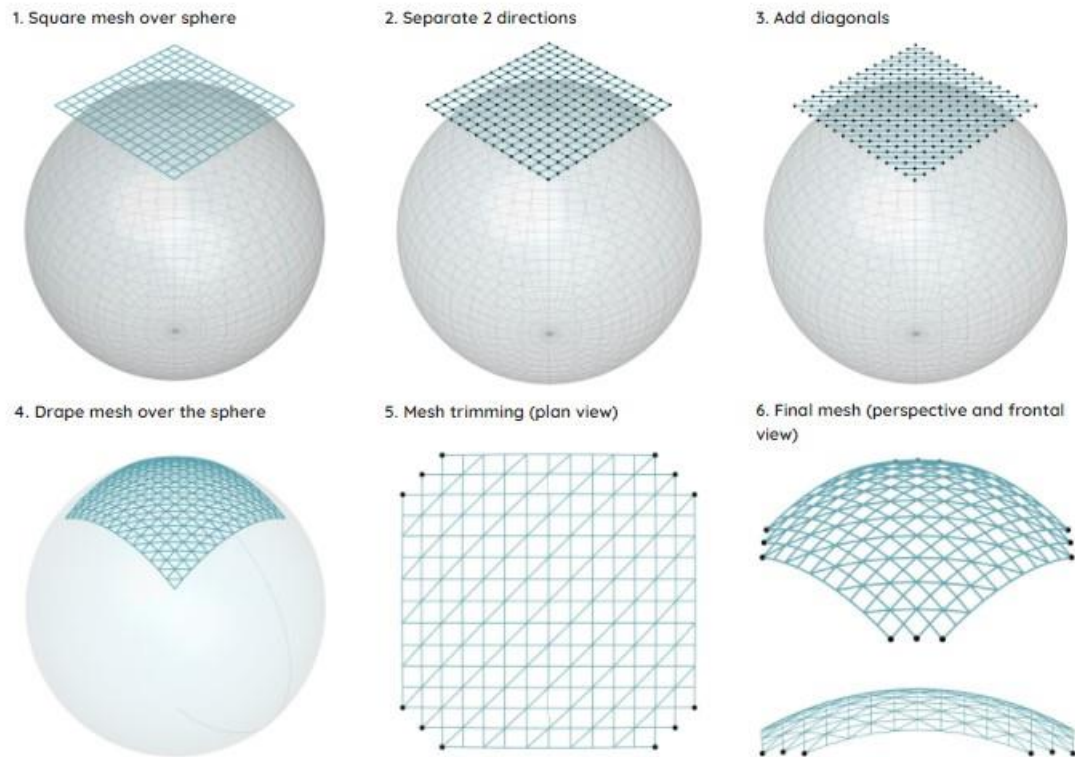 1. Square mesh over sphere
2. Separate 2 directions
3. Add diagonals
4. Drape mesh over the sphere
5. Mesh trimming (plan view)
6. Final mesh (perspective and frontal
view)